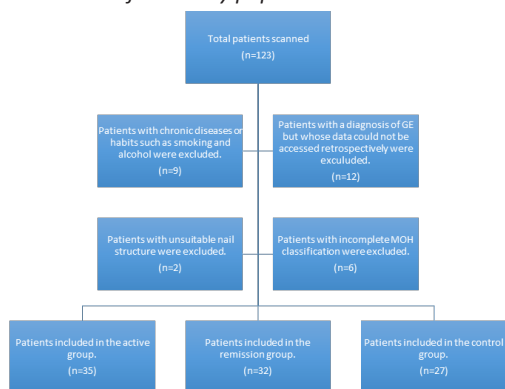 Total patients scanned
(n=123)
Patients with chronic diseases or
habits such as smoking and
alcohol were excluded.
(n=9)
Patients with a diagnosis of GE
but whose data could not be
accessed retrospectively were
exculuded.
(n=12)
Patients with unsuitable nail
structure were excluded.
(n=2)
Patients with incomplete MOH
classification were excluded.
(n=6)
Patients included in the active
group.
(n=35)
Patients included in the
remission group.
(n=32)
Patients included in the control
group.
(n=27)